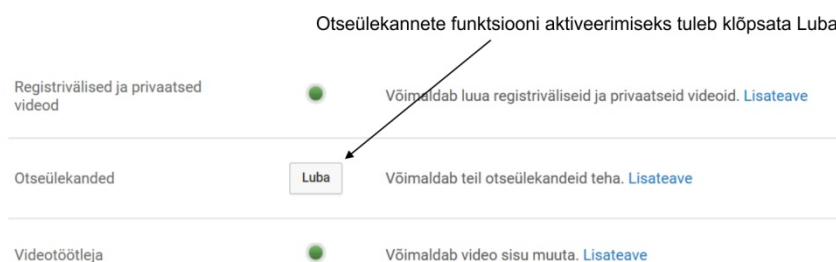 Otseülekannete funktsiooni aktiveerimiseks tuleb klõpsata Luba
Registrivälised ja privaatsed
videod
Võimaldab luua registriväliseid ja privaatseid videoid. Lisateave
Otseülekanded
Luba
Võimaldab teil otseülekandeid teha. Lisateave
Videotöötleja
Võimaldab video sisu muuta. Lisateave